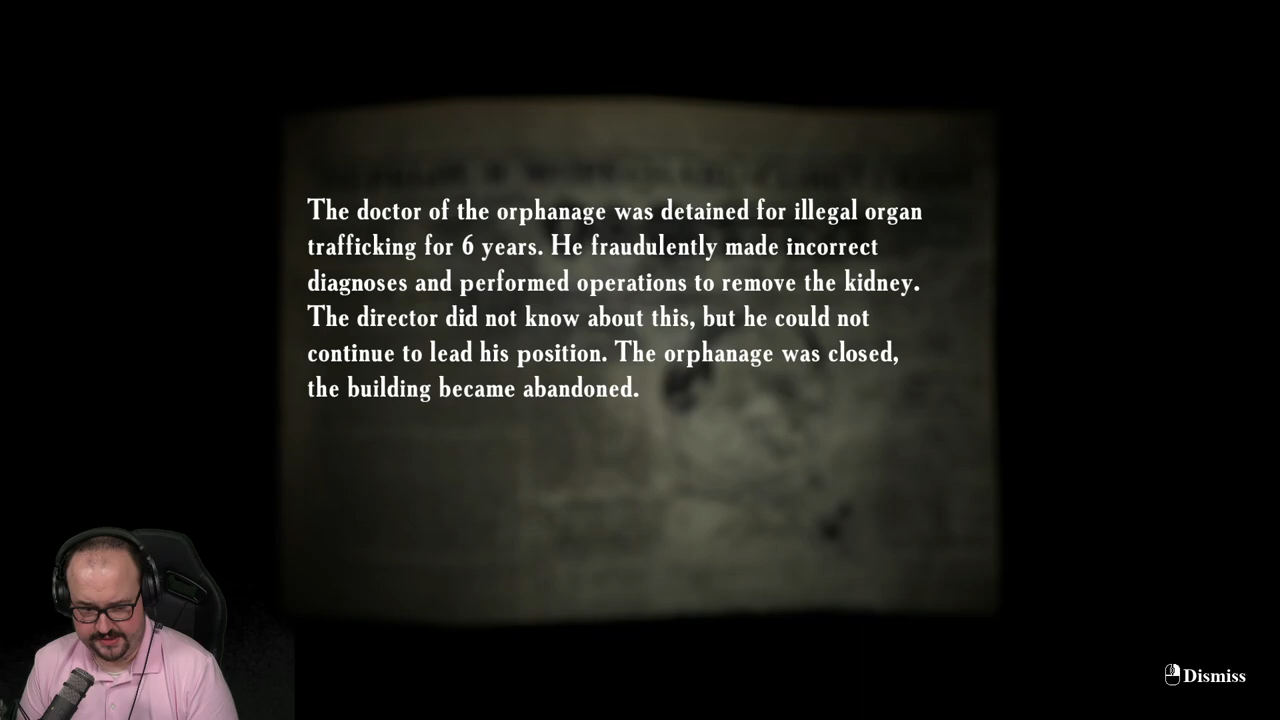 The doctor of the orphanage was detained for illegal organ
trafficking for 6 years. He fraudulently made incorrect
diagnoses and performed operations to remove the kidney.
The director did not know about this, but he could not
continue to lead his position. The orphanage was closed,
the building became abandoned.
Dismiss